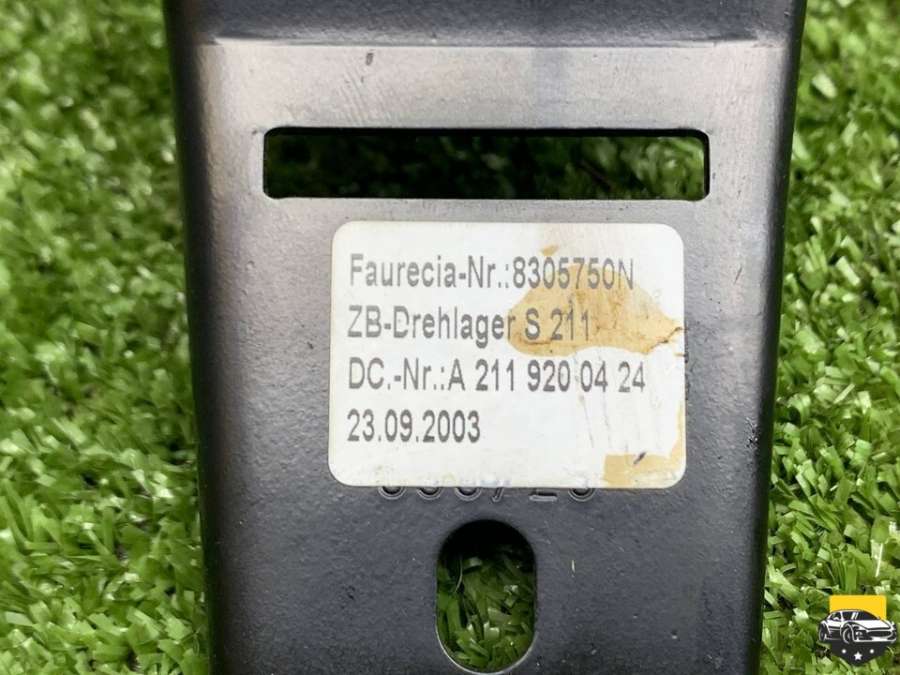 Faurecia-Nr.:8305750N
ZB-Drehlager S 211
DC.-Nr.:A 211 920 04 24
23.09.2003